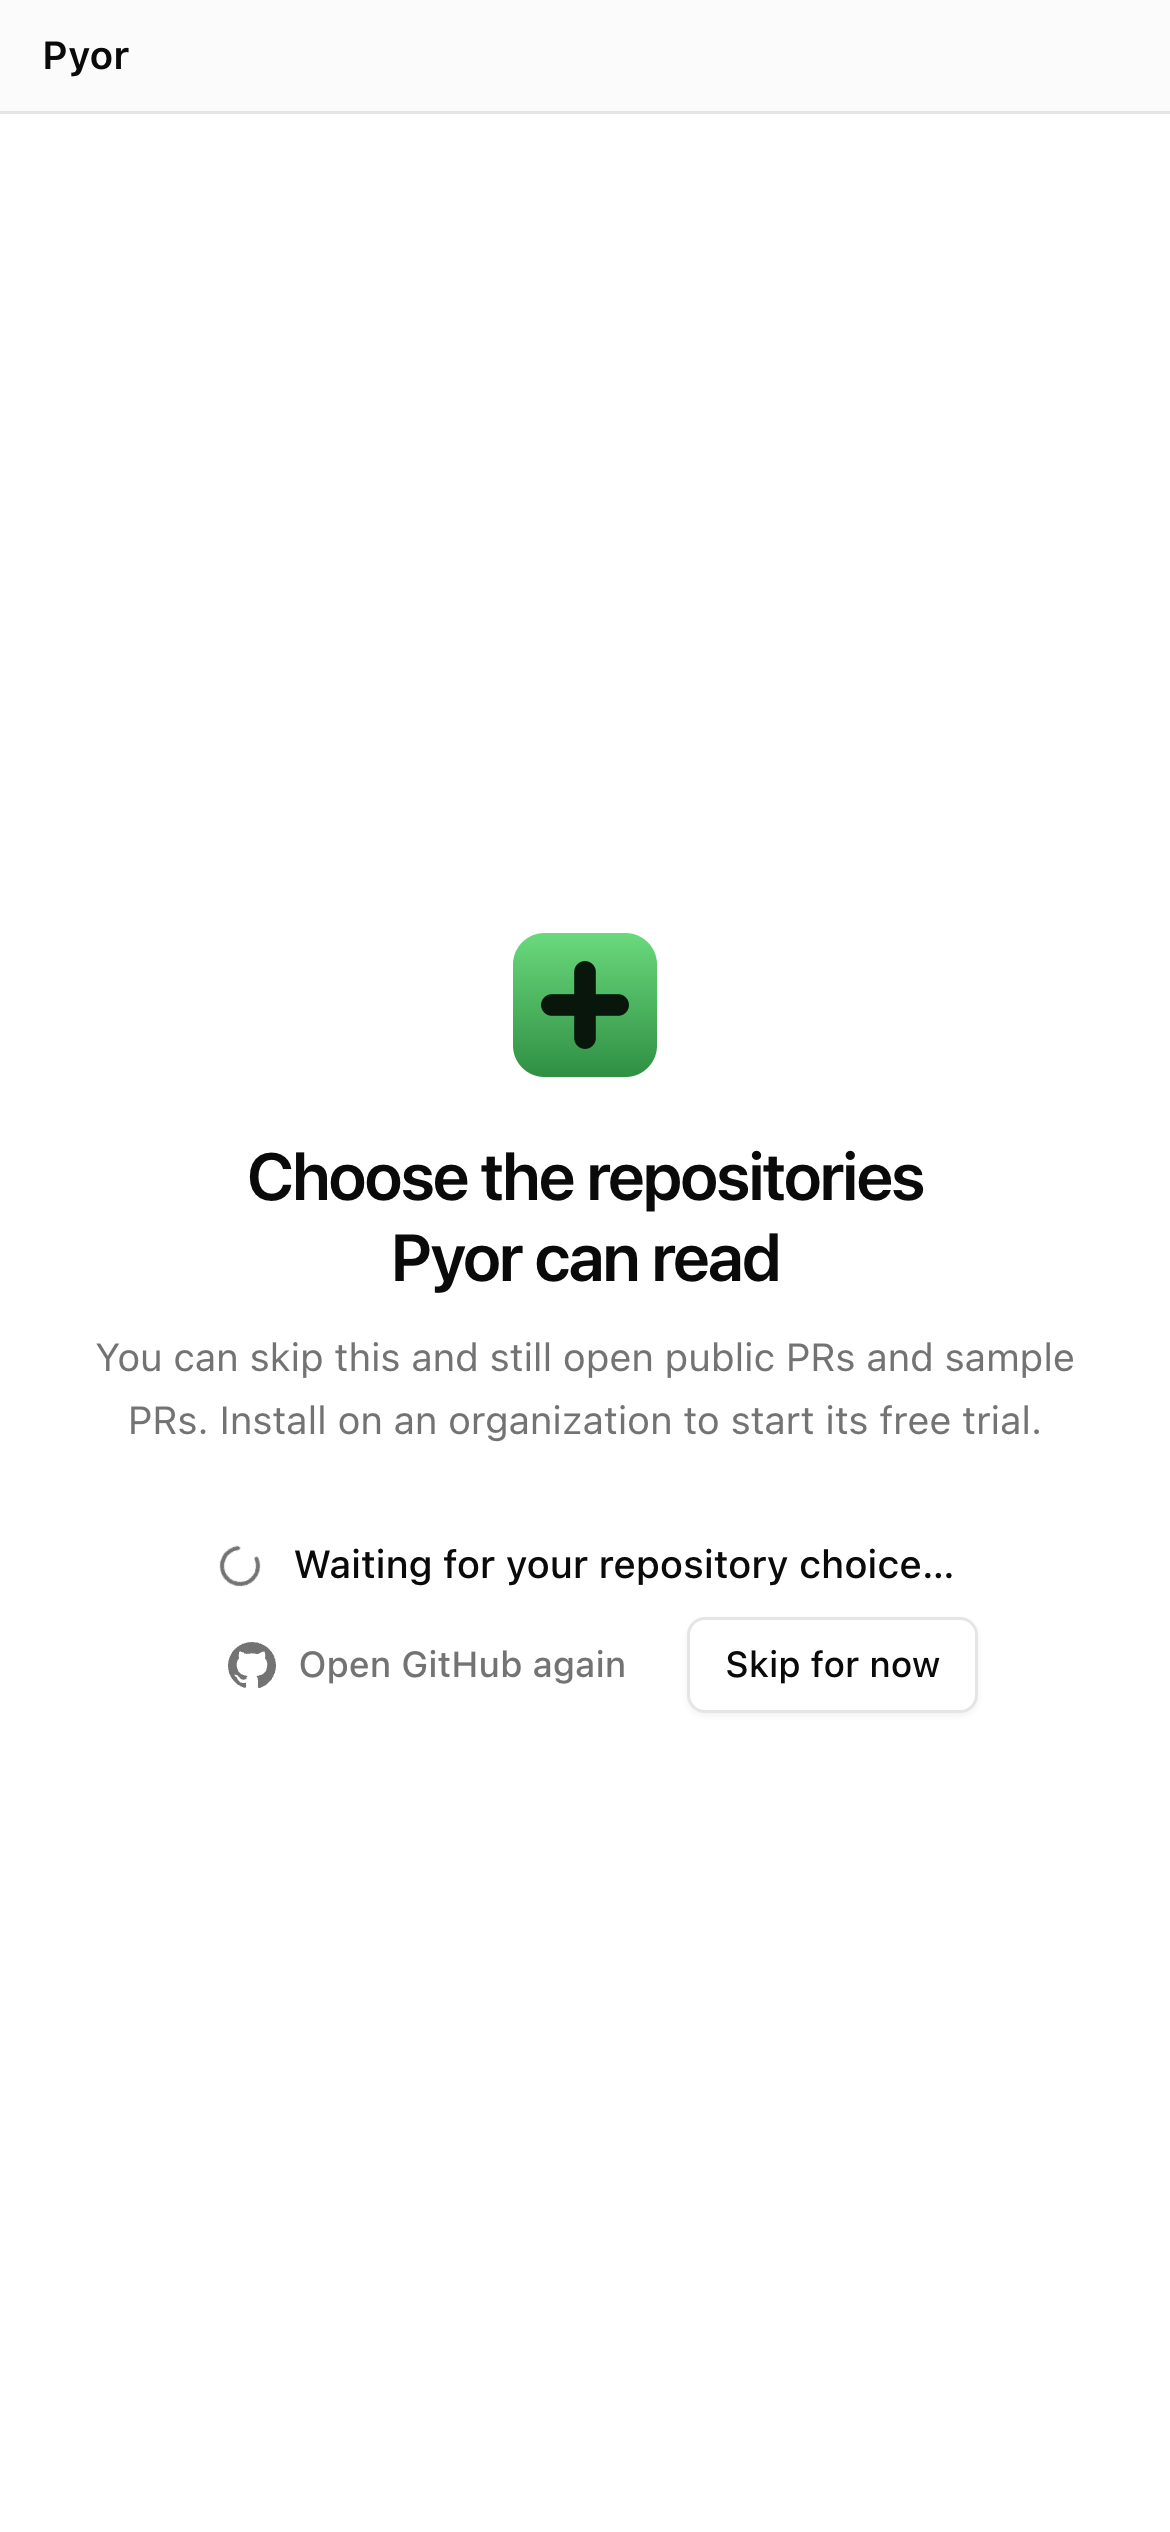 Pyor
Choose the repositories
Pyor can read
You can skip this and still open public PRs and sample
PRs. Install on an organization to start its free trial.
Waiting for your repository choice...
Open GitHub again
Skip for now